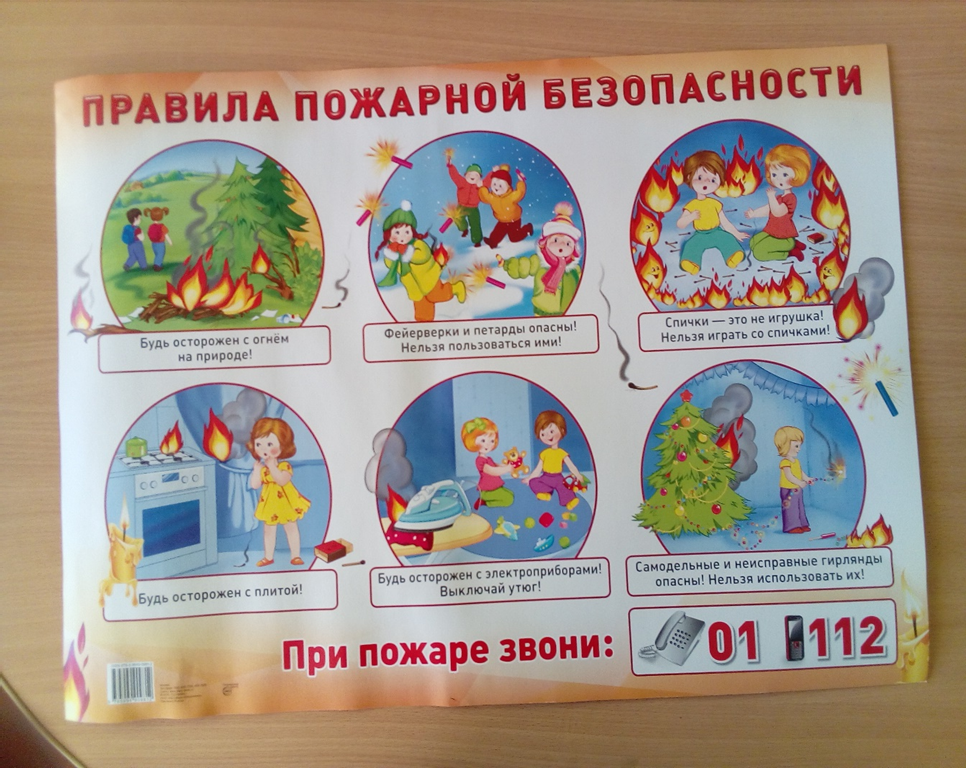 ПРАВИЛА ПОЖАРНОЙ БЕЗОПАСНОСТИ
Будь осторожен с огнём
на природе!
Фейерверки и петарды опасны!
Нельзя пользоваться ими!
Спички — это не игрушка!
Нельзя играть со спичками!
Будь осторожен с плитой!
Будь осторожен с электроприборами!
Выключай утюг!
Самодельные и неисправные гирлянды
опасны! Нельзя использовать их!
При пожаре звони:
01
112